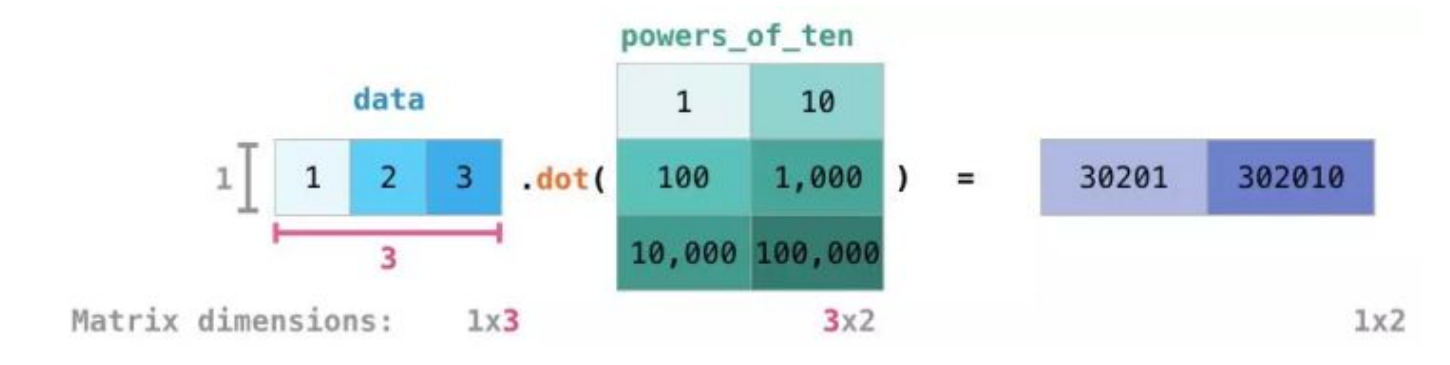 powers_of_ten
data
1 10
1 1 2 3 .dot( 100 1,000 ) = 30201 302010
3
10,000 100,000
Matrix dimensions: 1x3 3x2 1x2